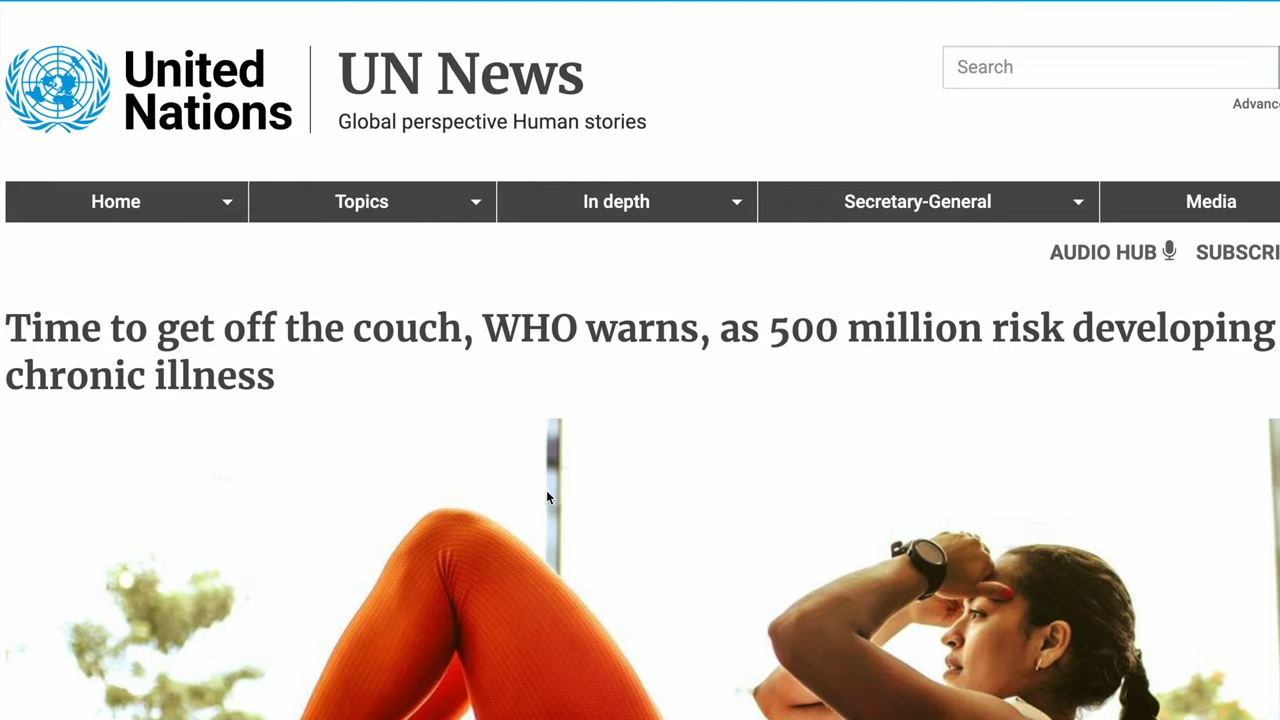 United
Nations
UN News
Global perspective Human stories
Search
Home
Topics
In depth
Secretary-General
Media
AUDIO HUB
Time to get off the couch, WHO warns, as 500 million risk developing
chronic illness